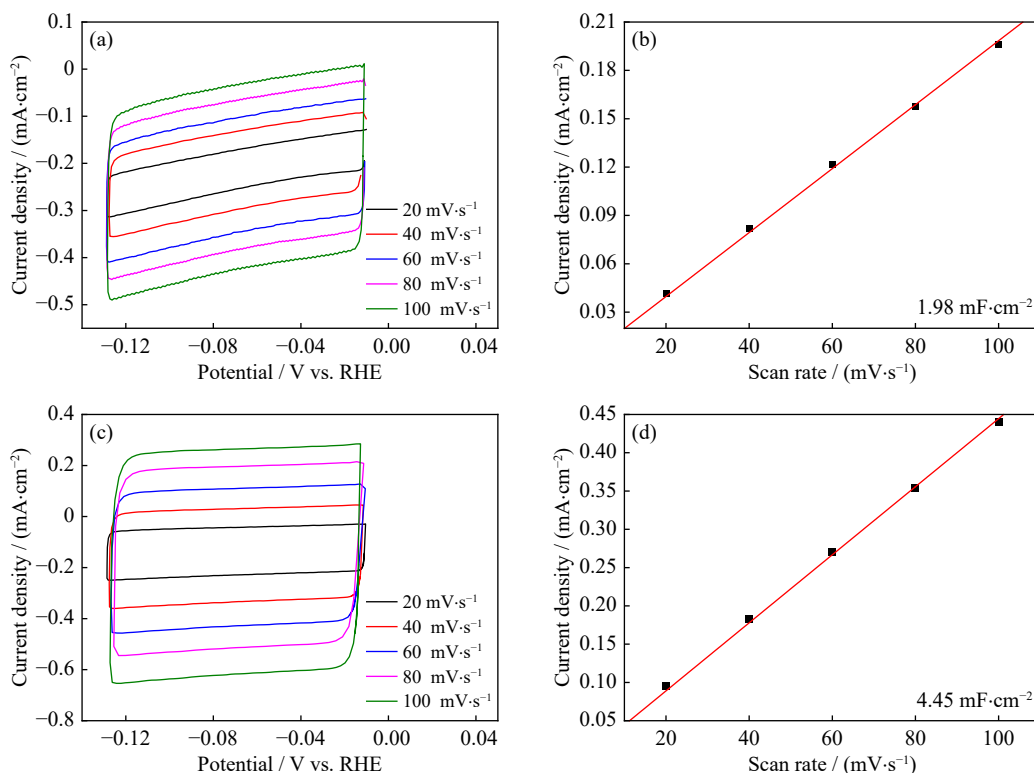 (a)
0.1
0
−0.1
−0.2
−0.3
−0.4
−0.5
Current density / (mA·cm−2)
20 mV·s−1
40 mV·s−1
60 mV·s−1
80 mV·s−1
100 mV·s−1
−0.12 −0.08 −0.04 0.00 0.04
Potential / V vs. RHE
(b)
0.21
0.18
0.15
0.12
0.09
0.06
0.03
Current density / (mA·cm−2)
1.98 mF·cm−2
20 40 60 80 100
Scan rate / (mV·s−1)
(c)
0.4
0.2
0
−0.2
−0.4
−0.6
−0.8
Current density / (mA·cm−2)
20 mV·s−1
40 mV·s−1
60 mV·s−1
80 mV·s−1
100 mV·s−1
−0.12 −0.08 −0.04 0.00 0.04
Potential / V vs. RHE
(d)
0.45
0.40
0.35
0.30
0.25
0.20
0.15
0.10
0.05
Current density / (mA·cm−2)
4.45 mF·cm−2
20 40 60 80 100
Scan rate / (mV·s−1)